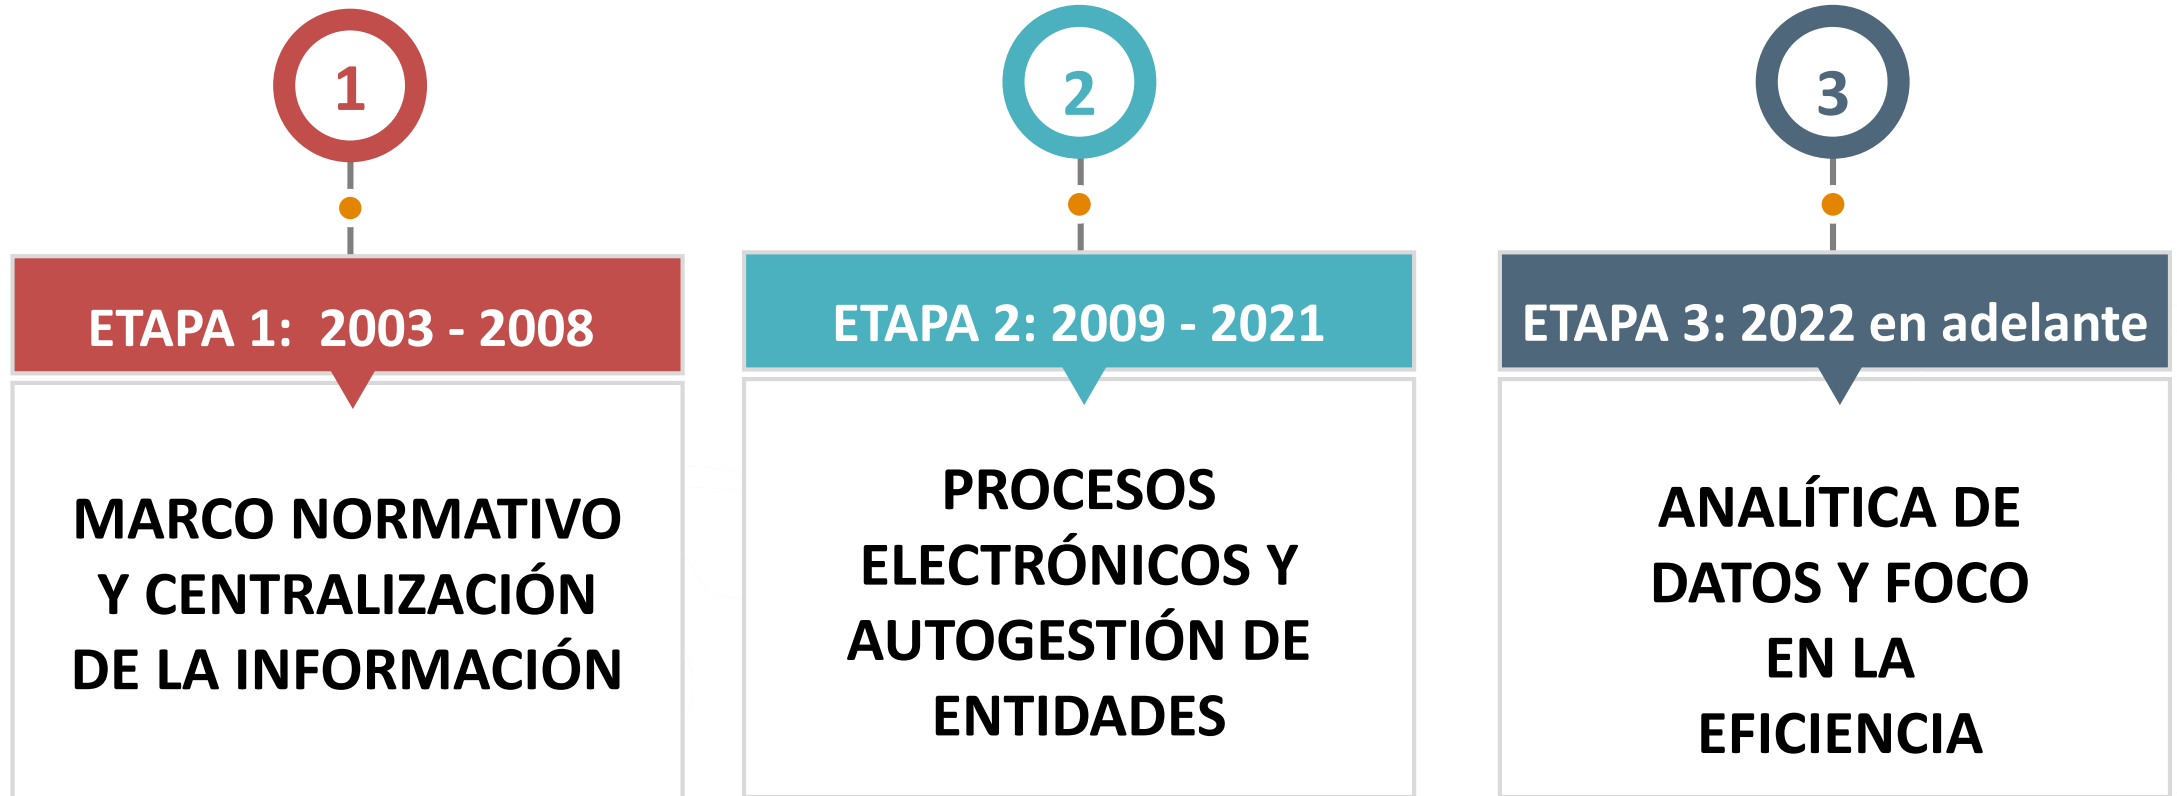 1
ETAPA 1: 2003 - 2008
MARCO NORMATIVO
Y CENTRALIZACIÓN
DE LA INFORMACIÓN
2
ETAPA 2: 2009 - 2021
PROCESOS
ELECTRÓNICOS Y
AUTOGESTIÓN DE
ENTIDADES
3
ETAPA 3: 2022 en adelante
ANALÍTICA DE
DATOS Y FOCO
EN LA
EFICIENCIA